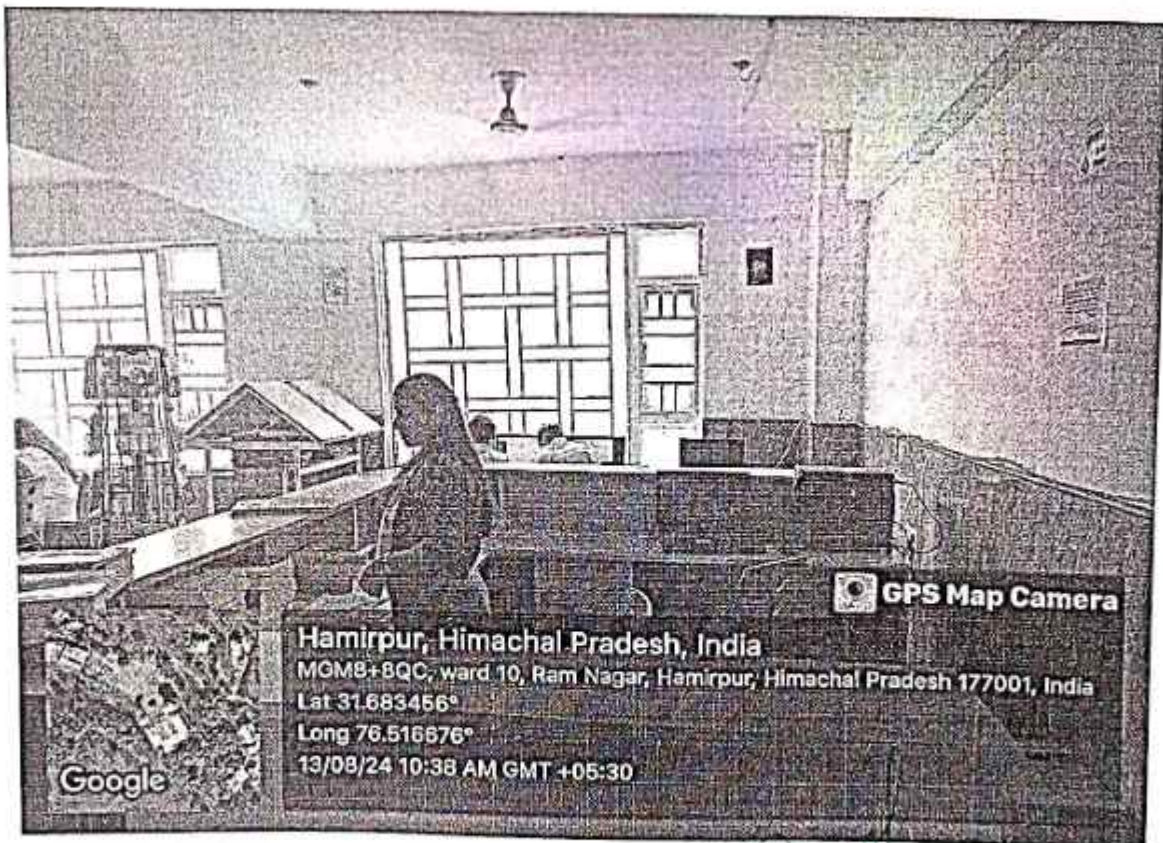 GPS Map Camera
Hamirpur, Himachal Pradesh, India
MGM8+8QC, ward 10, Ram Nagar, Hamirpur, Himachal Pradesh 177001, India
Lat 31.683456°
Long 76.516676°
13/08/24 10:38 AM GMT +05:30
Google